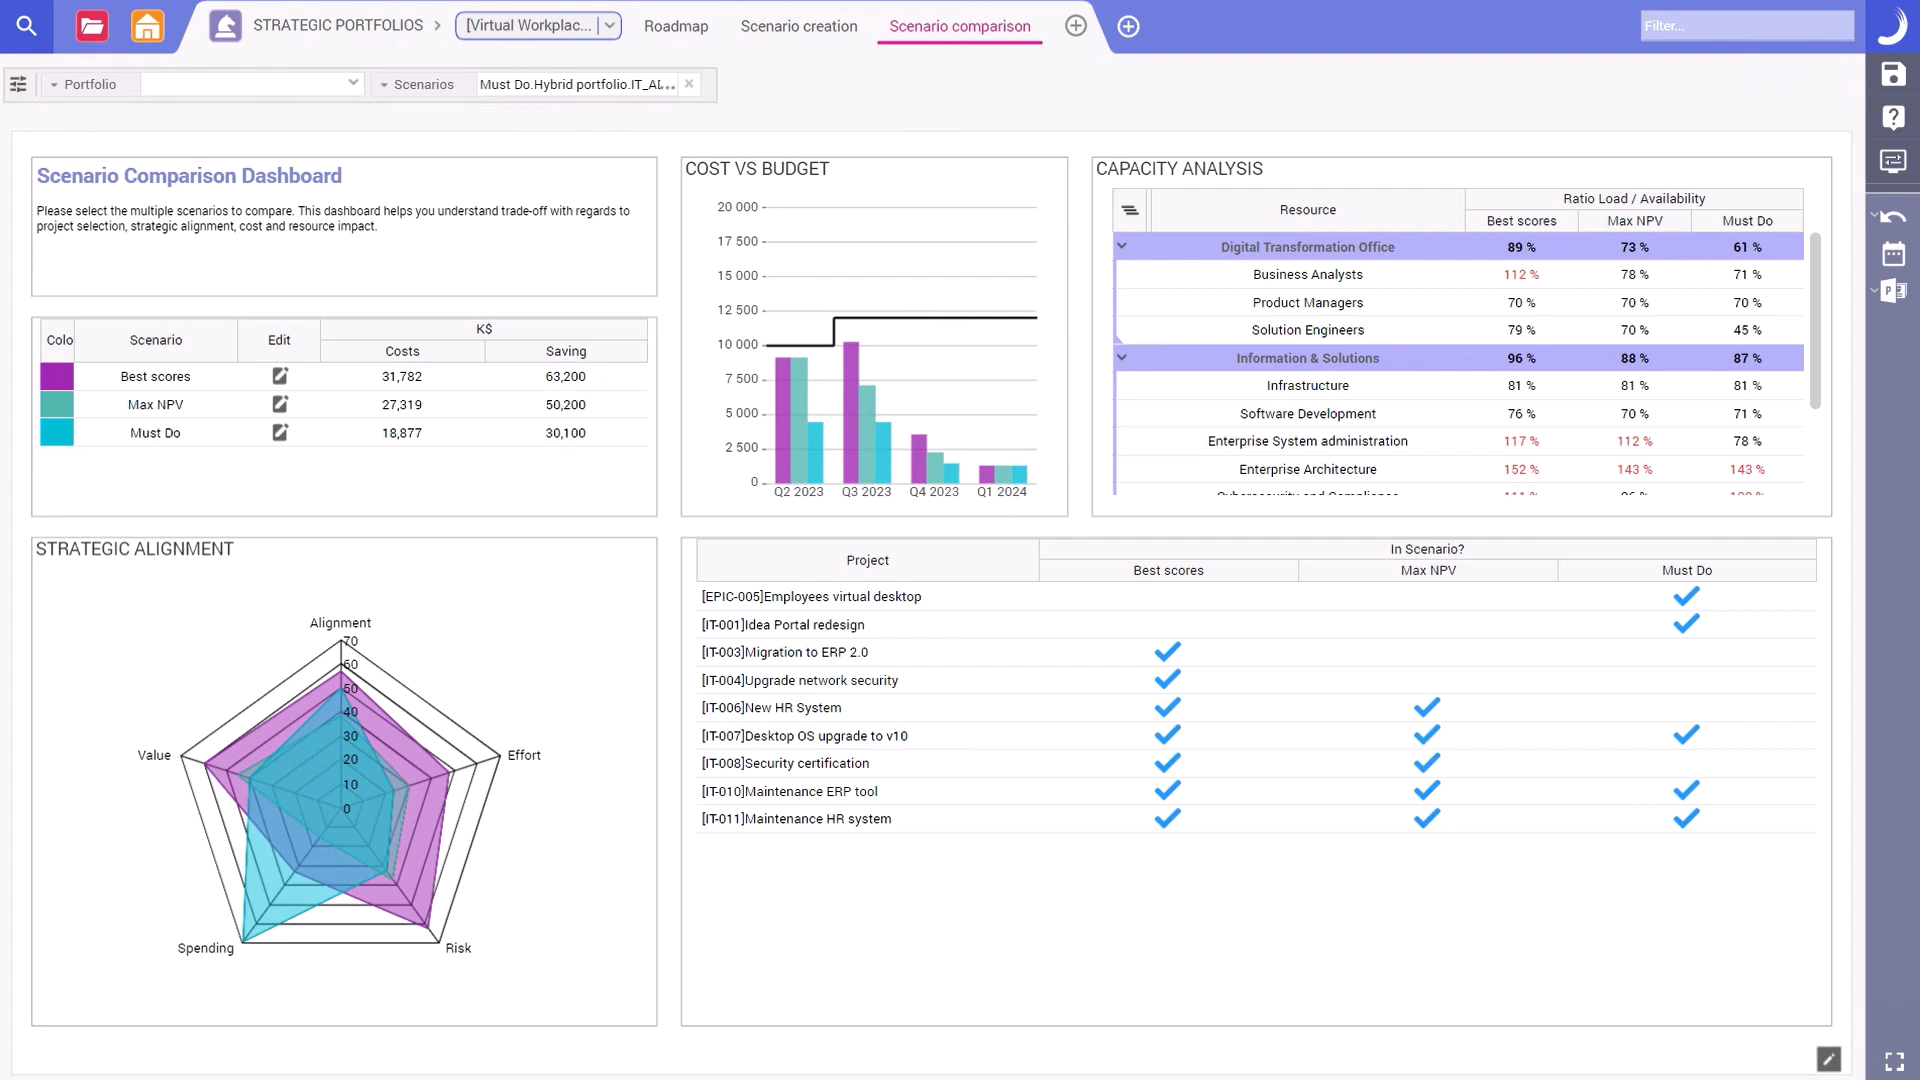 STRATEGIC PORTFOLIOS
[Virtual Workplac...
Roadmap
Scenario creation
Scenario comparison
Filter...
Portfolio
Scenarios
Must Do.Hybrid portfolio.IT_AD...
Scenario Comparison Dashboard
Please select the multiple scenarios to compare. This dashboard helps you understand trade-off with regards to
project selection, strategic alignment, cost and resource impact.
Colo
Scenario
Edit
K$
Costs
Saving
Best scores 31,782 63,200
Max NPV 27,319 50,200
Must Do 18,877 30,100
COST VS BUDGET
20 000
17 500
15 000
12 500
10 000
7 500
5 000
2 500
0
Q2 2023 Q3 2023 Q4 2023 Q1 2024
CAPACITY ANALYSIS
Resource
Ratio Load / Availability
Best scores Max NPV Must Do
Digital Transformation Office 89 % 73 % 61 %
Business Analysts 112 % 78 % 71 %
Product Managers 70 % 70 % 70 %
Solution Engineers 79 % 70 % 45 %
Information & Solutions 96 % 88 % 87 %
Infrastructure 81 % 81 % 81 %
Software Development 76 % 70 % 71 %
Enterprise System administration 117 % 112 % 78 %
Enterprise Architecture 152 % 143 % 143 %
STRATEGIC ALIGNMENT
Alignment
70
60
50
40
30
20
10
0
Value
Effort
Spending
Risk
Project
In Scenario?
Best scores Max NPV Must Do
[EPIC-005]Employees virtual desktop
[IT-001]Idea Portal redesign
[IT-003]Migration to ERP 2.0
[IT-004]Upgrade network security
[IT-006]New HR System
[IT-007]Desktop OS upgrade to v10
[IT-008]Security certification
[IT-010]Maintenance ERP tool
[IT-011]Maintenance HR system